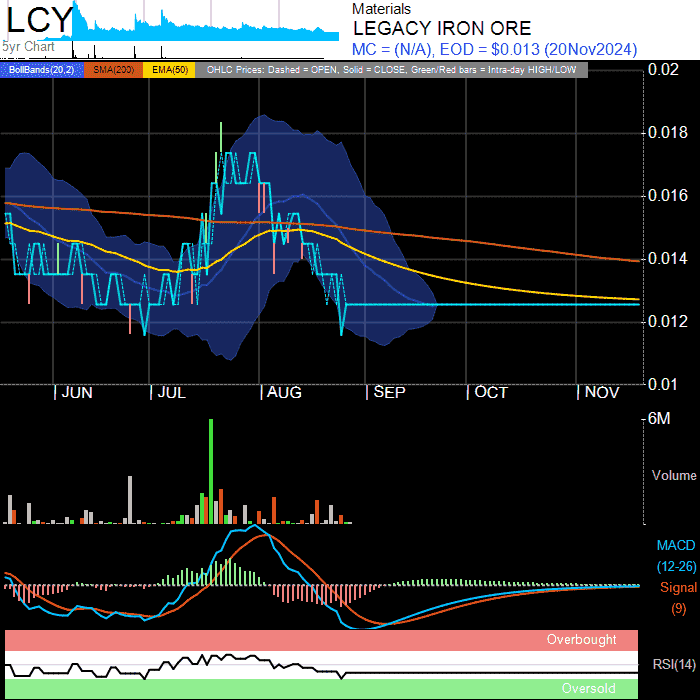 LCY
5yr Chart
Materials
LEGACY IRON ORE
MC = (N/A), EOD = $0.013 (20Nov2024)
BollBands(20,2) SMA(200) EMA(50) OHLC Prices: Dashed = OPEN, Solid = CLOSE, Green/Red bars = Intra-day HIGH/LOW
0.02
0.018
0.016
0.014
0.012
0.01
JUN JUL AUG SEP OCT NOV
6M
Volume
MACD
(12-26)
Signal
(9)
Overbought
RSI(14)
Oversold